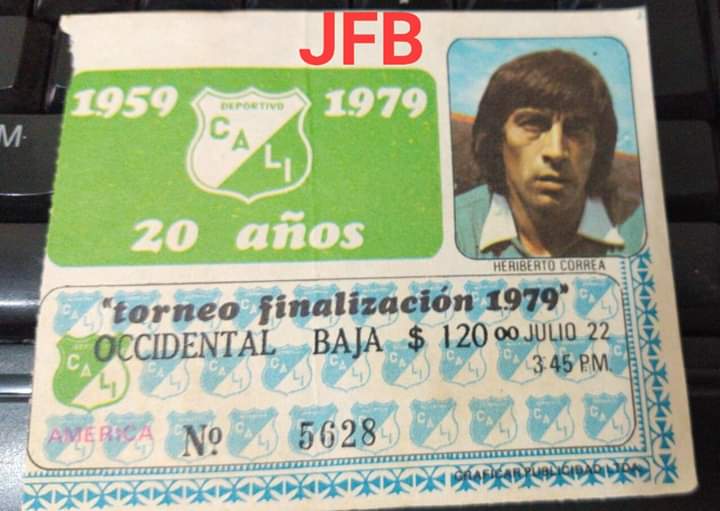 JFB
1959 1979
DEPORTIVO
CALI
20 años
HERIBERTO CORREA
"torneo finalización 1979"
OCCIDENTAL BAJA $ 120 00 JULIO 22
3:45 P.M.
CALI
AMERICA Nº 5628
GRAFICAR PUBLICIDAD LTDA.
M